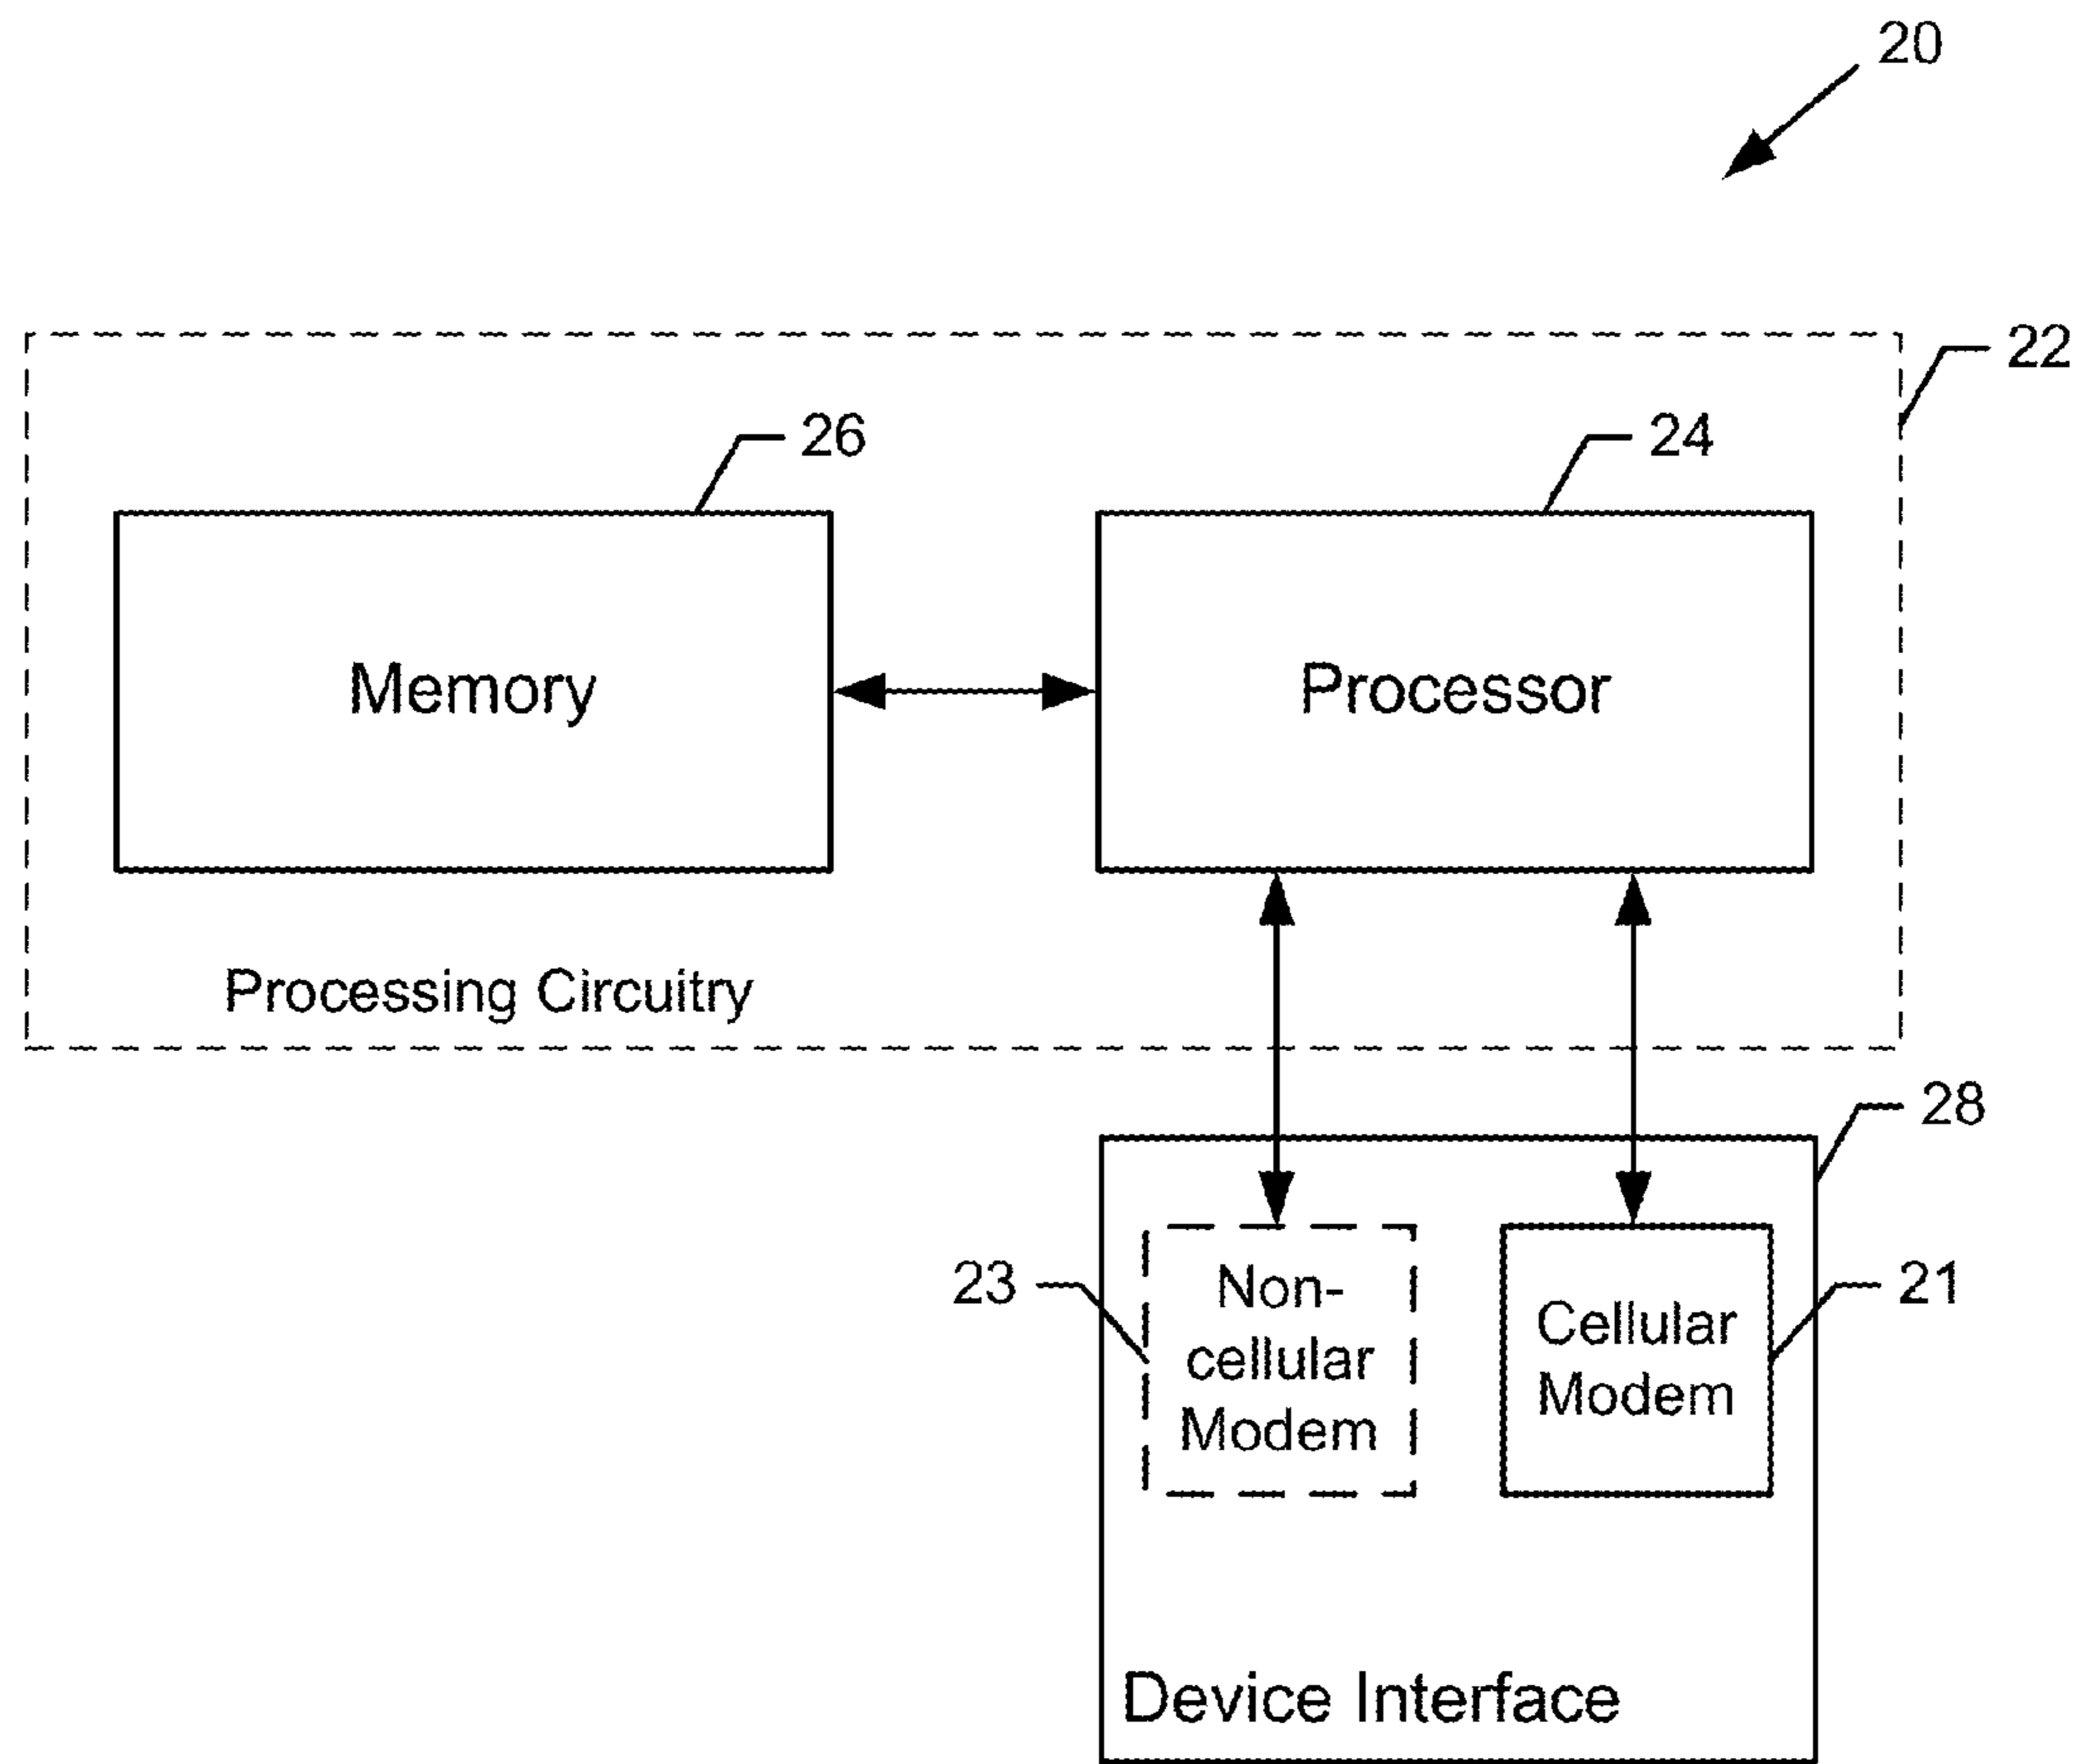 20
22
26
24
Memory
Processor
Processing Circuitry
28
23
Non-
cellular
Modem
Cellular
Modem
21
Device Interface